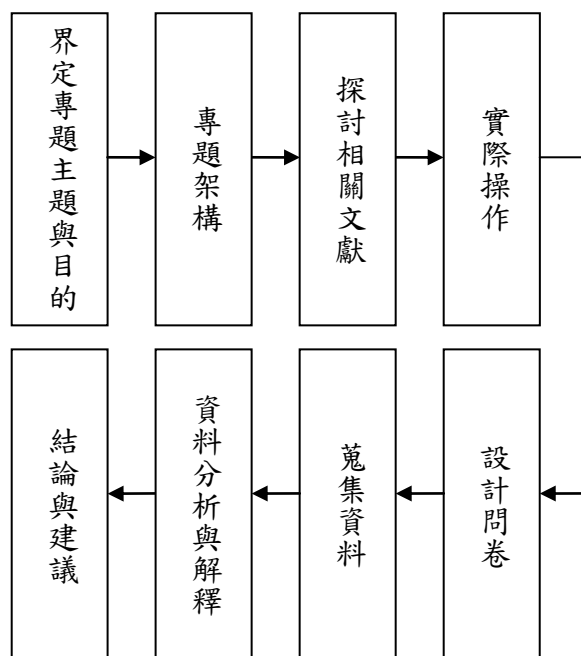 界定專題主題與目的
專題架構
探討相關文獻
實際操作
設計問卷
蒐集資料
資料分析與解釋
結論與建議